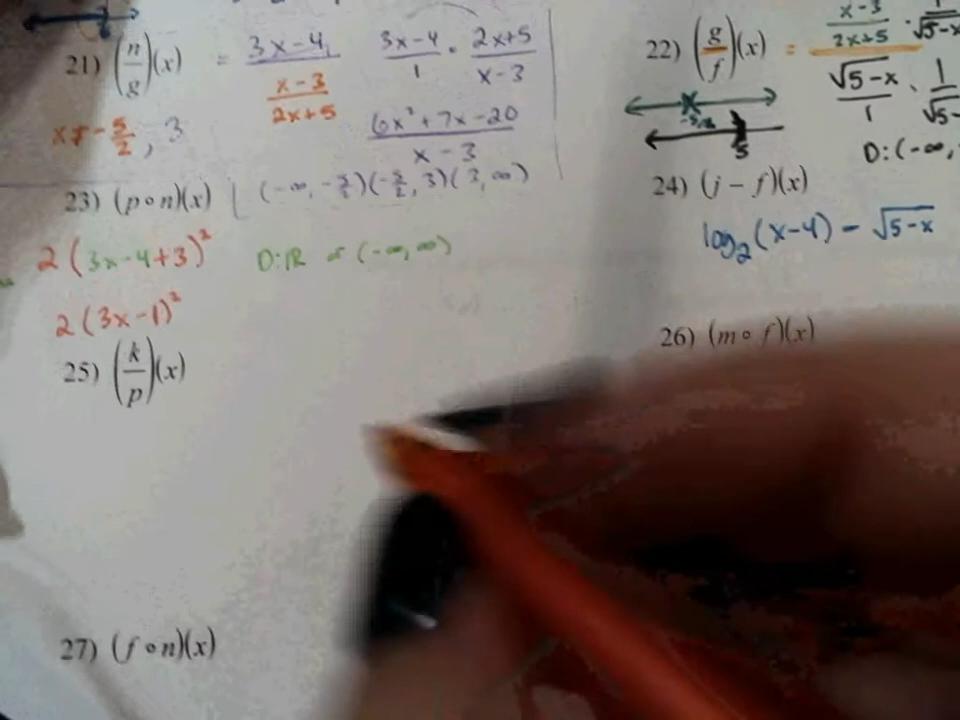 21) (n/g)(x) = (3x-4)/((x-3)/(2x+5)) (3x-4)/1 · (2x+5)/(x-3)
x≠ -5/2, 3 (6x²+7x-20)/(x-3)
(-∞, -5/2)(-5/2, 3)(3, ∞)
22) (g/f)(x) = ((x-3)/(2x+5))/(√5-x/1) · 1/√5-x
5
D: (-∞,
23) (p∘n)(x)
2(3x-4+3)² D: ℝ or (-∞, ∞)
2(3x-1)²
24) (j - f)(x)
log₂(x-4) - √5-x
25) (k/p)(x)
26) (m∘f)(x)
27) (f∘n)(x)